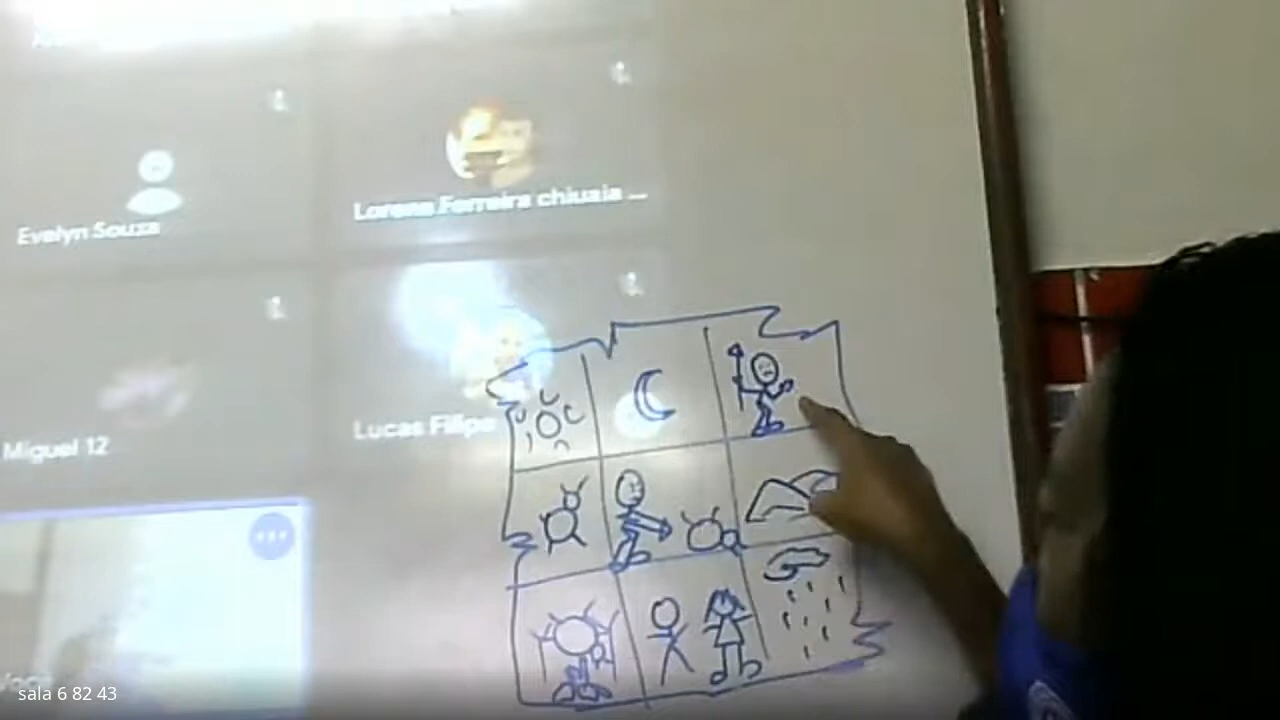 Evelyn Souza
Lorena Ferreira chiuaia ...
Miguel 12
Lucas Filipe
sala 6 82 43